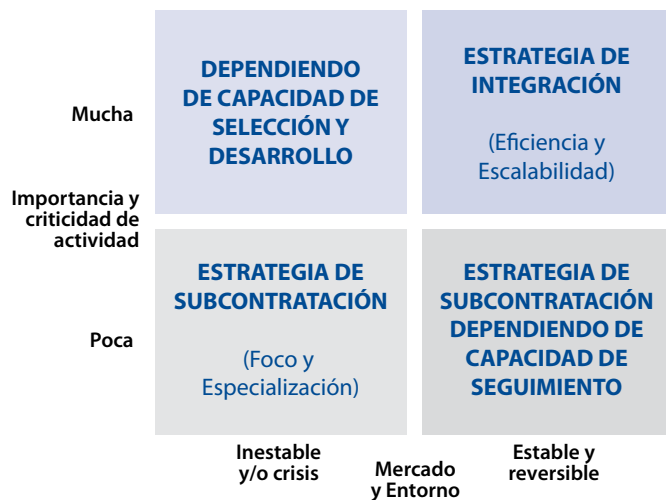 DEPENDIENDO
DE CAPACIDAD DE
SELECCIÓN Y
DESARROLLO
ESTRATEGIA DE
INTEGRACIÓN
(Eficiencia y
Escalabilidad)
Mucha
Importancia y
criticidad de
actividad
ESTRATEGIA DE
SUBCONTRATACIÓN
(Foco y
Especialización)
ESTRATEGIA DE
SUBCONTRATACIÓN
DEPENDIENDO DE
CAPACIDAD DE
SEGUIMIENTO
Poca
Inestable
y/o crisis
Mercado
y Entorno
Estable y
reversible